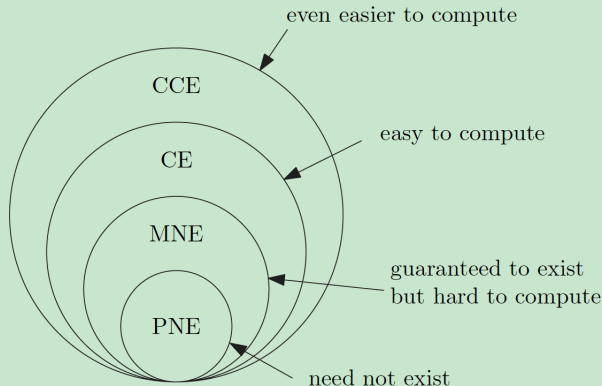 even easier to compute
CCE
easy to compute
CE
MNE
guaranteed to exist
but hard to compute
PNE
need not exist